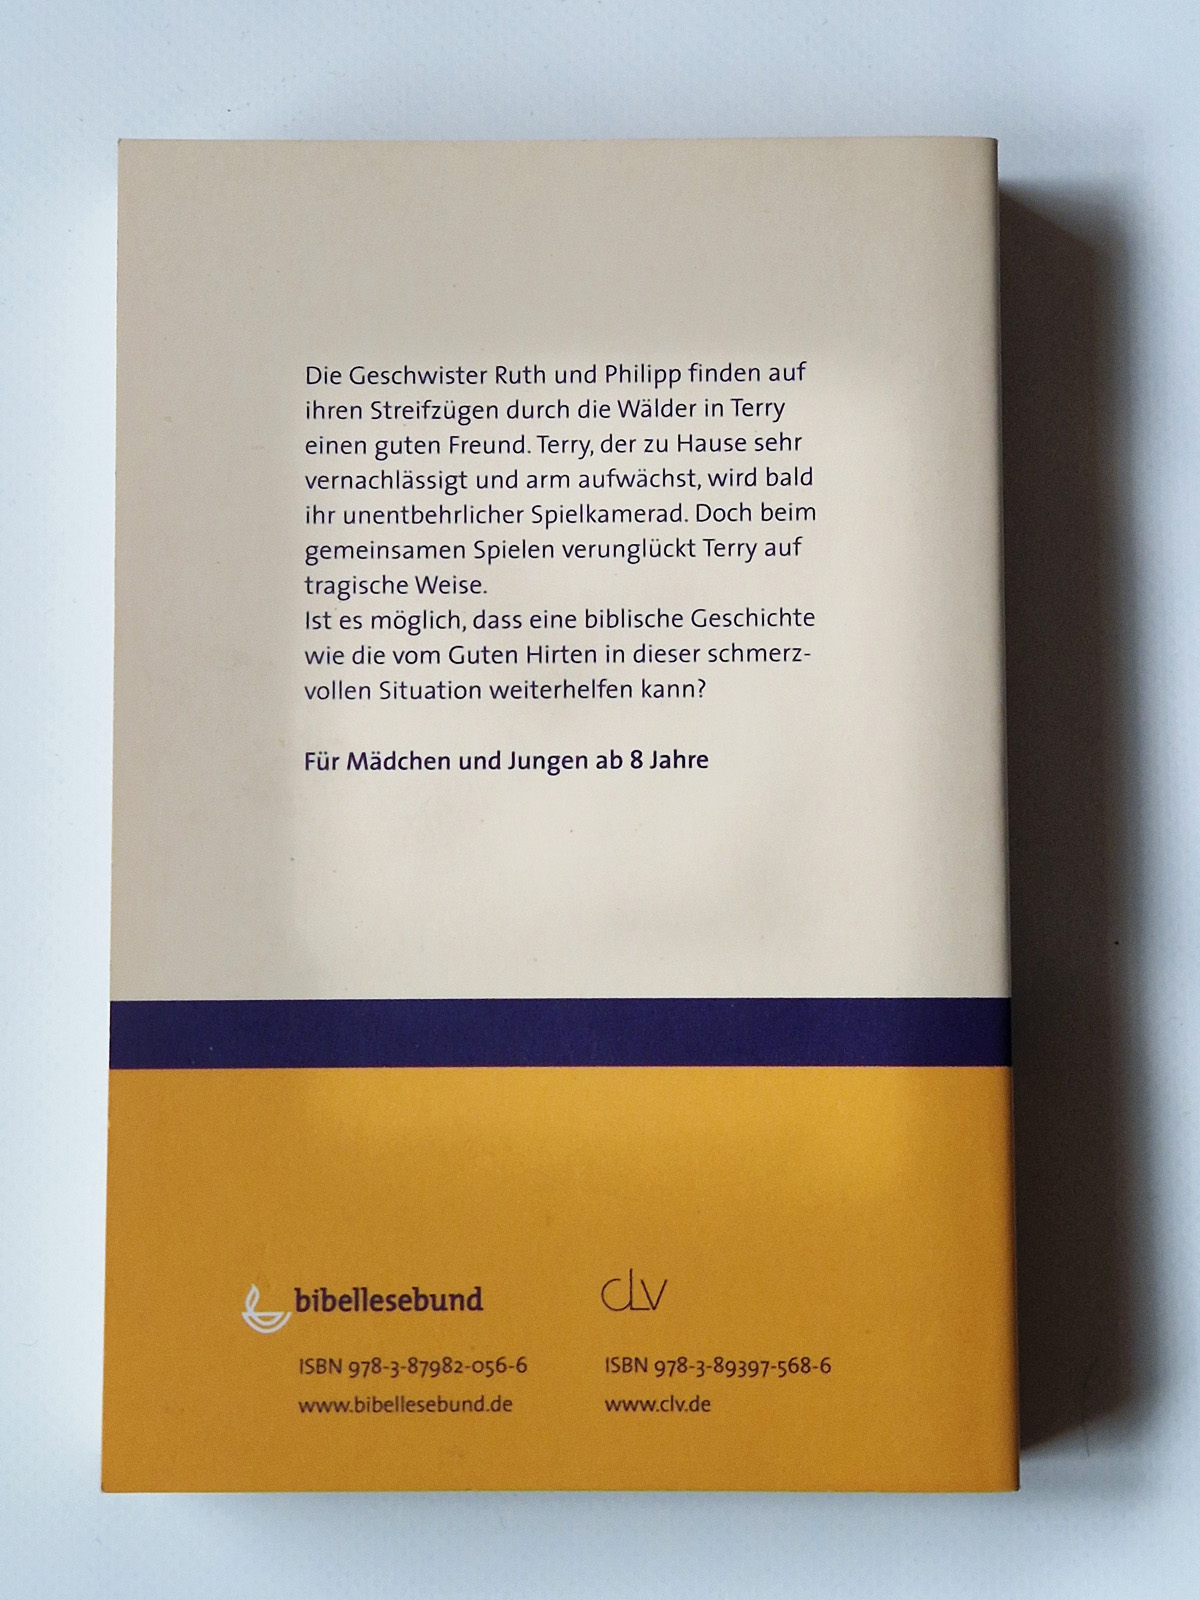 Die Geschwister Ruth und Philipp finden auf
ihren Streifzügen durch die Wälder in Terry
einen guten Freund. Terry, der zu Hause sehr
vernachlässigt und arm aufwächst, wird bald
ihr unentbehrlicher Spielkamerad. Doch beim
gemeinsamen Spielen verunglückt Terry auf
tragische Weise.
Ist es möglich, dass eine biblische Geschichte
wie die vom Guten Hirten in dieser schmerz-
vollen Situation weiterhelfen kann?
Für Mädchen und Jungen ab 8 Jahre
bibellesebund
ISBN 978-3-87982-056-6
www.bibellesebund.de
clv
ISBN 978-3-89397-568-6
www.clv.de